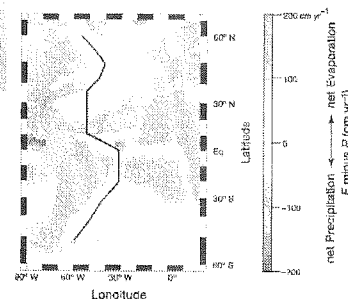 60° N
30° N
Eq
30° S
60° S
90° W
60° W
30° W
0°
Longitude
Latitude
200 cm yr⁻¹
100
0
−100
−200
net Precipitation ⟷ net Evaporation
E minus P (cm yr⁻¹)